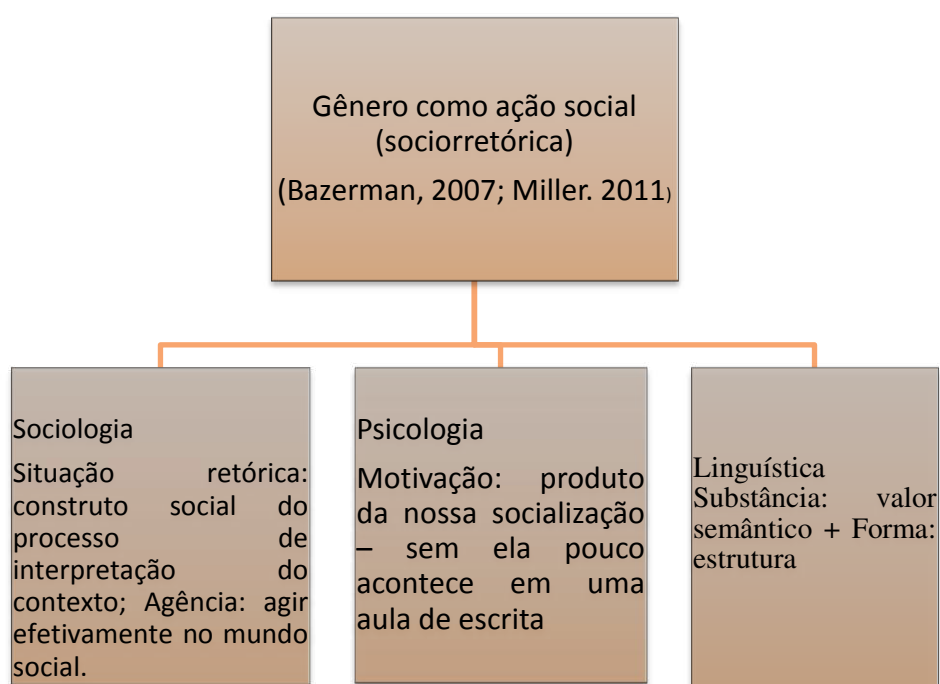 Gênero como ação social
(sociorretórica)
(Bazerman, 2007; Miller. 2011)
Sociologia
Situação retórica:
construto social do
processo de
interpretação do
contexto; Agência: agir
efetivamente no mundo
social.
Psicologia
Motivação: produto
da nossa socialização
– sem ela pouco
acontece em uma
aula de escrita
Linguística
Substância: valor
semântico + Forma:
estrutura